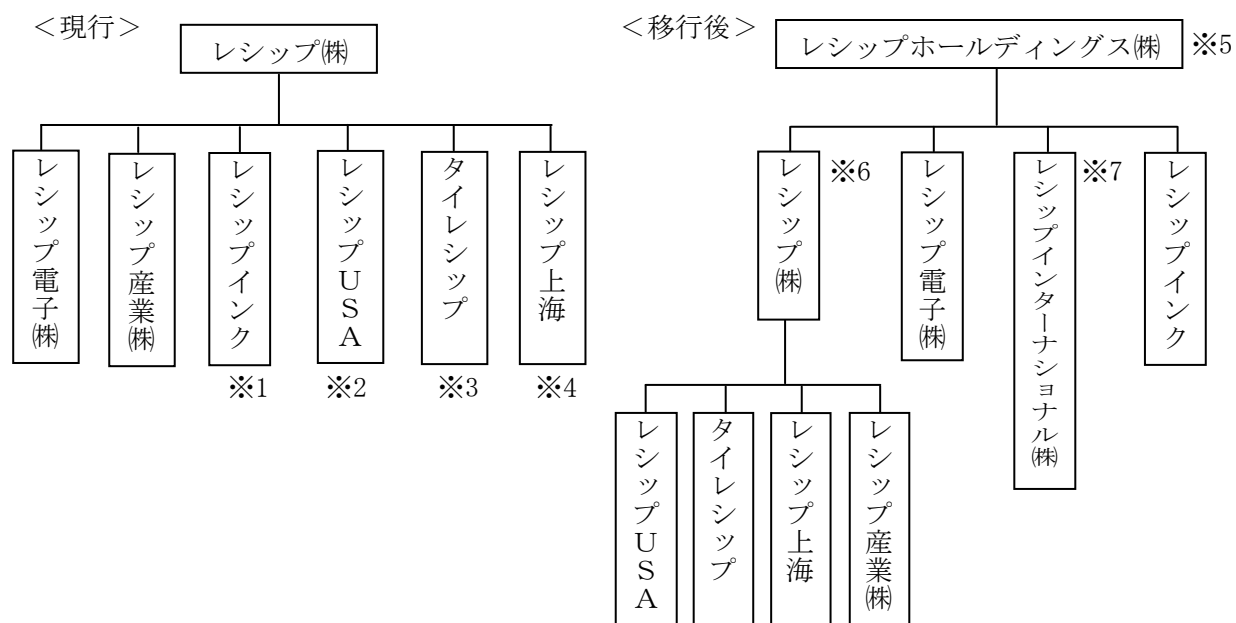 <現行>
レシップ㈱
レシップ電子㈱
レシップ産業㈱
レシップインク
※1
レシップUSA
※2
タイレシップ
※3
レシップ上海
※4
<移行後>
レシップホールディングス㈱
※5
レシップ㈱
※6
レシップ電子㈱
レシップインターナショナル㈱
※7
レシップインク
レシップUSA
タイレシップ
レシップ上海
レシップ産業㈱